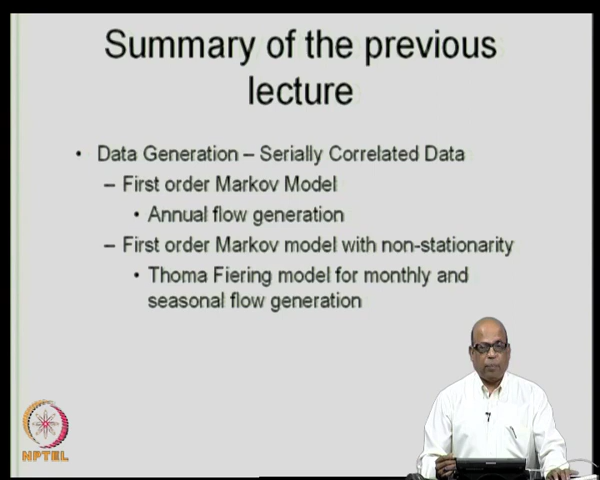 Summary of the previous
lecture
• Data Generation – Serially Correlated Data
– First order Markov Model
• Annual flow generation
– First order Markov model with non-stationarity
• Thoma Fiering model for monthly and
seasonal flow generation
NPTEL